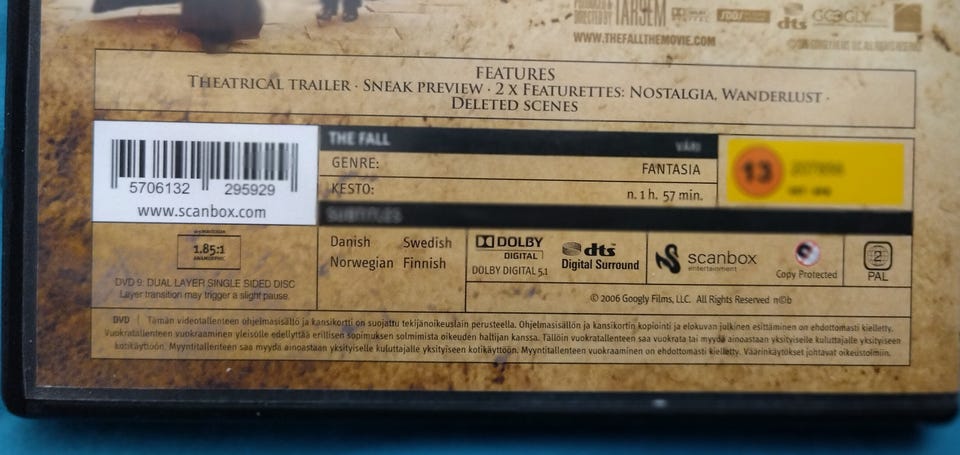 PRODUCED &
DIRECTED BY TARSEM
dts GOOGLY
WWW.THEFALLTHEMOVIE.COM
FEATURES
THEATRICAL TRAILER · SNEAK PREVIEW · 2 X FEATURETTES: NOSTALGIA, WANDERLUST ·
DELETED SCENES
THE FALL VÄRI
GENRE: FANTASIA
KESTO: n. 1 h. 57 min.
5706132 295929
www.scanbox.com
13
SUBTITLES
Danish Swedish
Norwegian Finnish
1.85:1
ANAMORPHIC
DVD 9: DUAL LAYER SINGLE SIDED DISC
Layer transition may trigger a slight pause.
DOLBY
DIGITAL
DOLBY DIGITAL 5.1
dts
Digital Surround
scanbox
entertainment
Copy Protected
2
PAL
© 2006 Googly Films, LLC. All Rights Reserved n©b
DVD | Tämän videotallenteen ohjelmasisältö ja kansikortti on suojattu tekijänoikeuslain perusteella. Ohjelmasisällön ja kansikortin kopiointi ja elokuvan julkinen esittäminen on ehdottomasti kielletty.
Vuokratallenteen vuokraaminen yleisölle edellyttää erillisen sopimuksen solmimista oikeuden haltijan kanssa. Tällöin vuokratallenteen saa vuokrata tai myydä ainoastaan yksityiselle kuluttajalle yksityiseen
kotikäyttöön. Myyntitallenteen saa myydä ainoastaan yksityiselle kuluttajalle yksityiseen kotikäyttöön. Myyntitallenteen vuokraaminen on ehdottomasti kielletty. Väärinkäytökset johtavat oikeustoimiin.